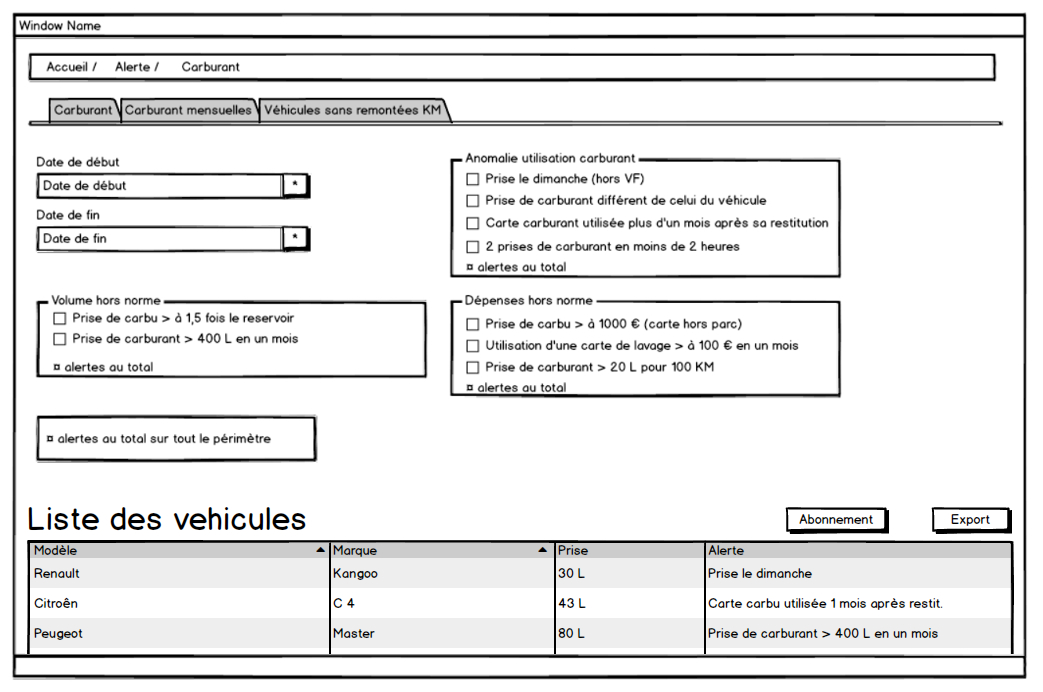 Window Name
Accueil / Alerte / Carburant
Carburant Carburant mensuelles Véhicules sans remontées KM
Date de début
Date de début *
Date de fin
Date de fin *
Anomalie utilisation carburant
Prise le dimanche (hors VF)
Prise de carburant différent de celui du véhicule
Carte carburant utilisée plus d'un mois après sa restitution
2 prises de carburant en moins de 2 heures
¤ alertes au total
Volume hors norme
Prise de carbu > à 1,5 fois le reservoir
Prise de carburant > 400 L en un mois
¤ alertes au total
Dépenses hors norme
Prise de carbu > à 1000 € (carte hors parc)
Utilisation d'une carte de lavage > à 100 € en un mois
Prise de carburant > 20 L pour 100 KM
¤ alertes au total
¤ alertes au total sur tout le périmètre
Liste des vehicules
Abonnement Export
Modèle Marque Prise Alerte
Renault Kangoo 30 L Prise le dimanche
Citroên C 4 43 L Carte carbu utilisée 1 mois après restit.
Peugeot Master 80 L Prise de carburant > 400 L en un mois